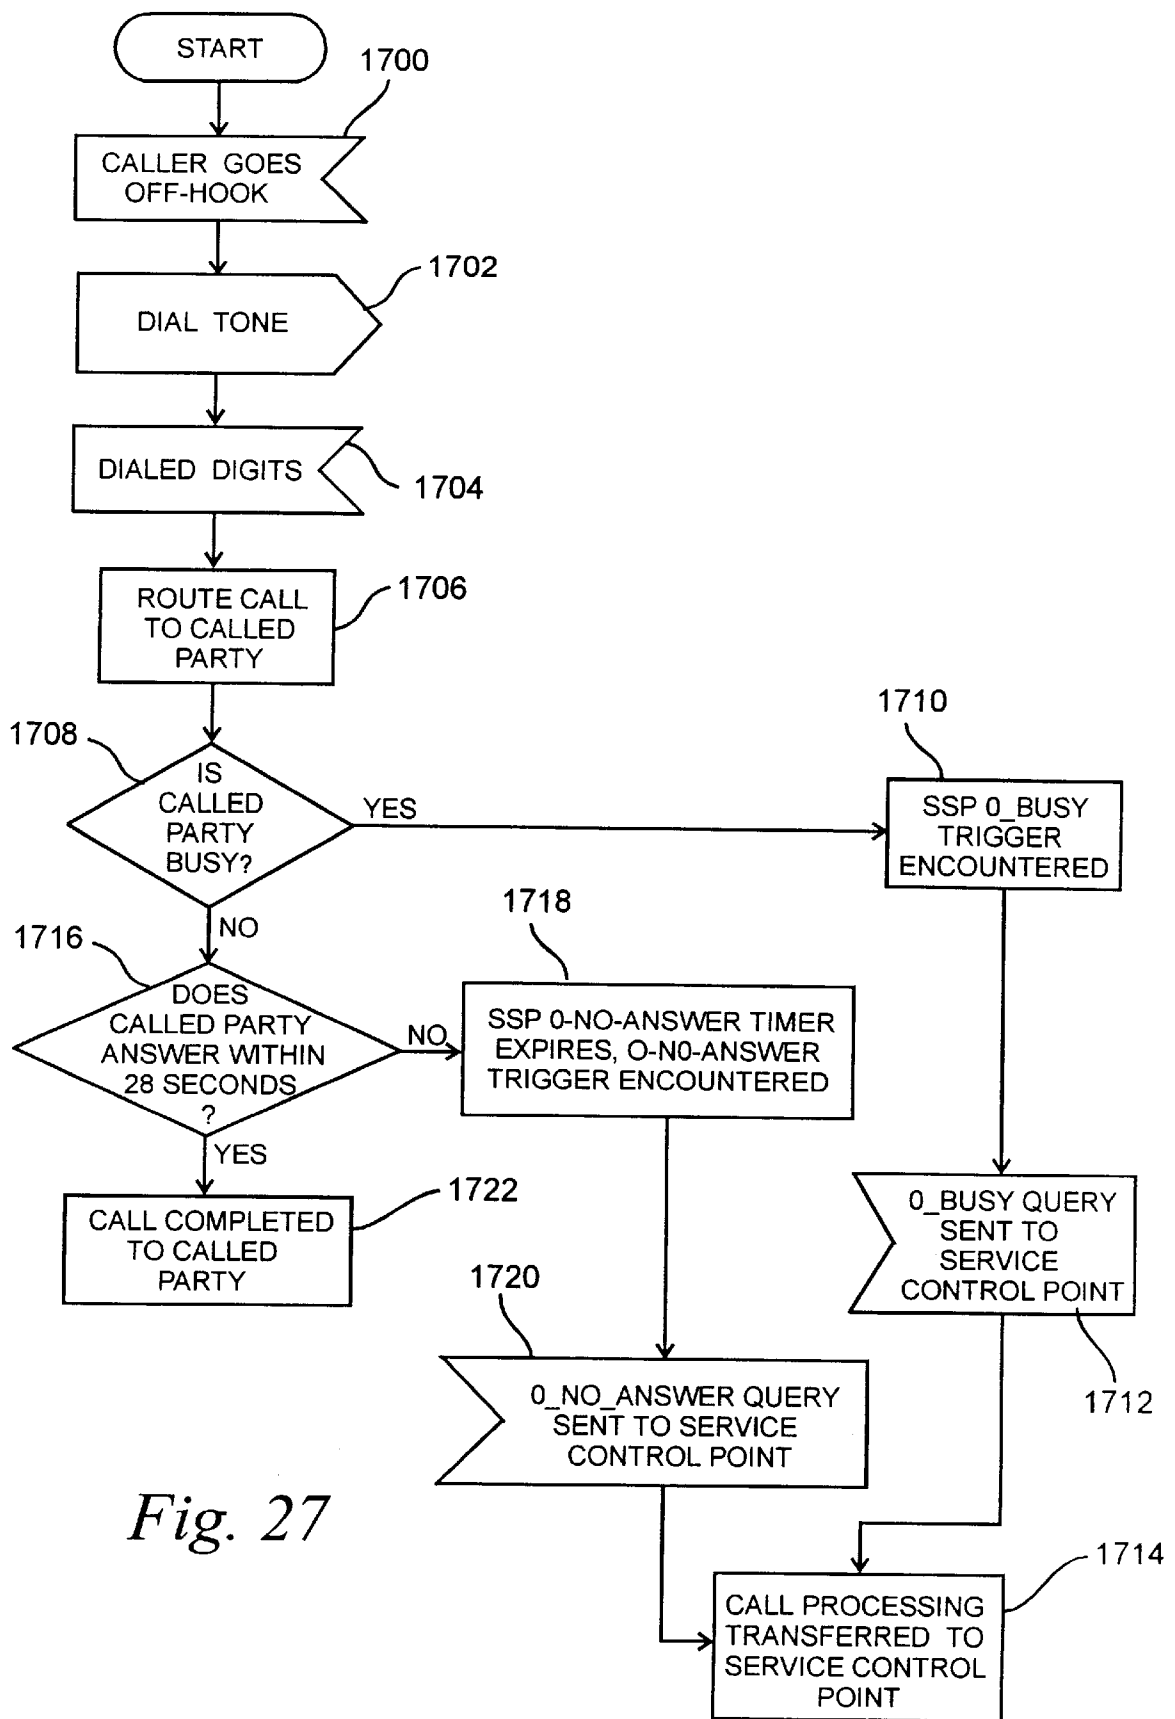 START
1700
CALLER GOES
OFF-HOOK
1702
DIAL TONE
DIALED DIGITS
1704
1706
ROUTE CALL
TO CALLED
PARTY
1708
IS
CALLED
PARTY
BUSY?
YES
1710
SSP 0_BUSY
TRIGGER
ENCOUNTERED
NO
1716
DOES
CALLED PARTY
ANSWER WITHIN
28 SECONDS
?
NO
1718
SSP 0-NO-ANSWER TIMER
EXPIRES, O-N0-ANSWER
TRIGGER ENCOUNTERED
YES
1722
CALL COMPLETED
TO CALLED
PARTY
0_BUSY QUERY
SENT TO
SERVICE
CONTROL POINT
1712
1720
0_NO_ANSWER QUERY
SENT TO SERVICE
CONTROL POINT
Fig. 27
1714
CALL PROCESSING
TRANSFERRED TO
SERVICE CONTROL
POINT